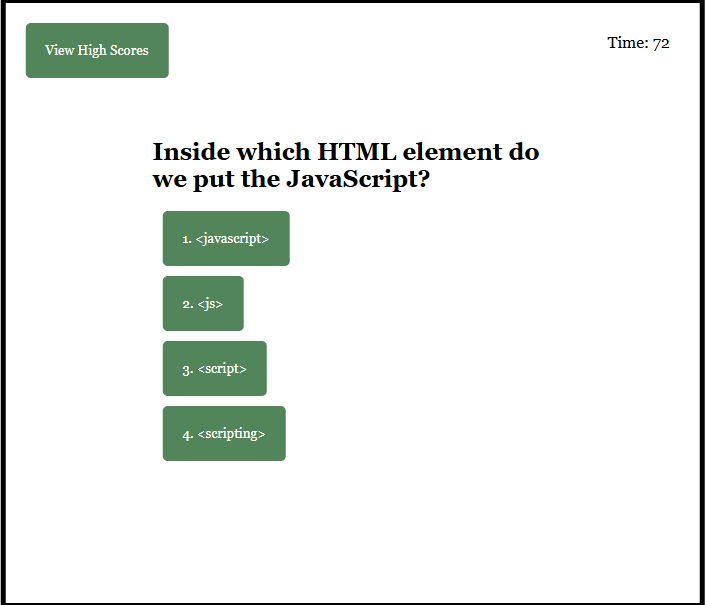 View High Scores
Time: 72
Inside which HTML element do
we put the JavaScript?
1. <javascript>
2. <js>
3. <script>
4. <scripting>